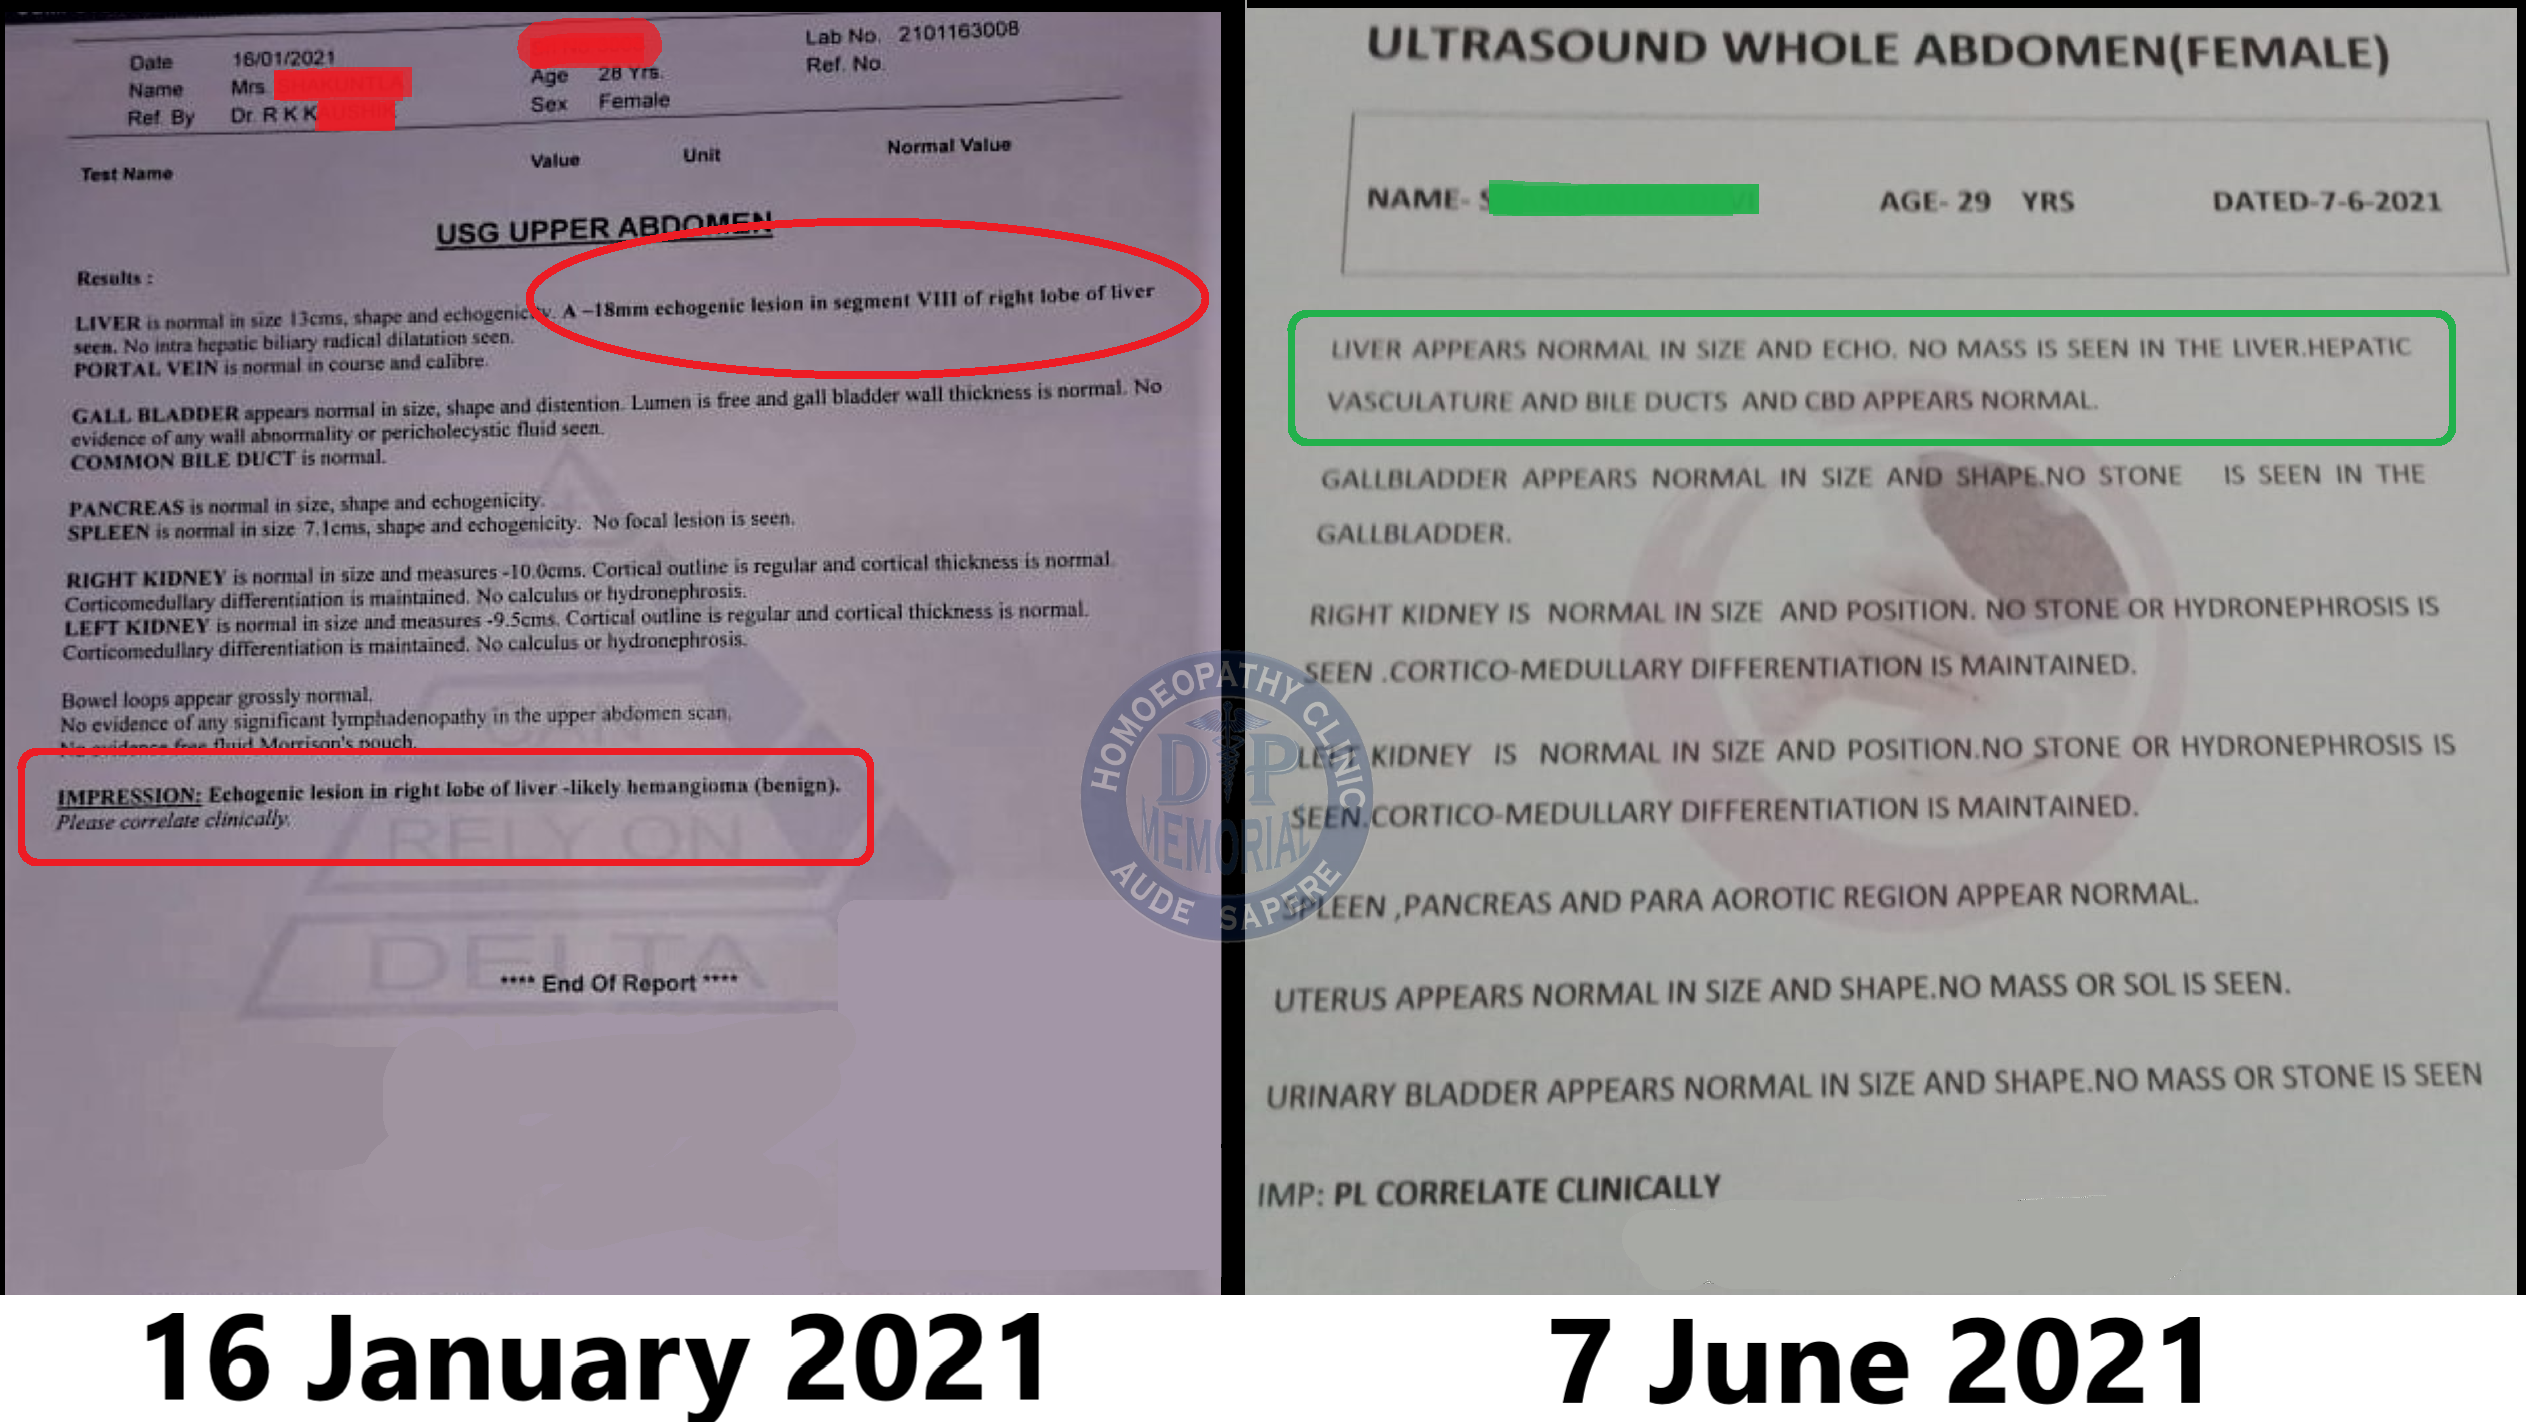 Date 16/01/2021
Name Mrs.
Ref. By Dr. R K K
Age 28 Yrs.
Sex Female
Lab No. 2101163008
Ref. No.
Test Name Value Unit Normal Value
USG UPPER ABDOMEN
Results :
LIVER is normal in size 13cms, shape and echogenicity. A ~18mm echogenic lesion in segment VIII of right lobe of liver
seen. No intra hepatic biliary radical dilatation seen.
PORTAL VEIN is normal in course and calibre.
GALL BLADDER appears normal in size, shape and distention. Lumen is free and gall bladder wall thickness is normal. No
evidence of any wall abnormality or pericholecystic fluid seen.
COMMON BILE DUCT is normal.
PANCREAS is normal in size, shape and echogenicity.
SPLEEN is normal in size 7.1cms, shape and echogenicity. No focal lesion is seen.
RIGHT KIDNEY is normal in size and measures -10.0cms. Cortical outline is regular and cortical thickness is normal.
Corticomedullary differentiation is maintained. No calculus or hydronephrosis.
LEFT KIDNEY is normal in size and measures -9.5cms. Cortical outline is regular and cortical thickness is normal.
Corticomedullary differentiation is maintained. No calculus or hydronephrosis.
Bowel loops appear grossly normal.
No evidence of any significant lymphadenopathy in the upper abdomen scan.
No evidence free fluid Morrison's pouch.
IMPRESSION: Echogenic lesion in right lobe of liver -likely hemangioma (benign).
Please correlate clinically.
CAN
RELY ON
DELTA
**** End Of Report ****
16 January 2021
ULTRASOUND WHOLE ABDOMEN(FEMALE)
NAME- AGE- 29 YRS DATED-7-6-2021
LIVER APPEARS NORMAL IN SIZE AND ECHO. NO MASS IS SEEN IN THE LIVER.HEPATIC
VASCULATURE AND BILE DUCTS AND CBD APPEARS NORMAL.
GALLBLADDER APPEARS NORMAL IN SIZE AND SHAPE.NO STONE IS SEEN IN THE
GALLBLADDER.
RIGHT KIDNEY IS NORMAL IN SIZE AND POSITION. NO STONE OR HYDRONEPHROSIS IS
SEEN .CORTICO-MEDULLARY DIFFERENTIATION IS MAINTAINED.
LEFT KIDNEY IS NORMAL IN SIZE AND POSITION.NO STONE OR HYDRONEPHROSIS IS
SEEN.CORTICO-MEDULLARY DIFFERENTIATION IS MAINTAINED.
SPLEEN ,PANCREAS AND PARA AOROTIC REGION APPEAR NORMAL.
UTERUS APPEARS NORMAL IN SIZE AND SHAPE.NO MASS OR SOL IS SEEN.
URINARY BLADDER APPEARS NORMAL IN SIZE AND SHAPE.NO MASS OR STONE IS SEEN
IMP: PL CORRELATE CLINICALLY
7 June 2021
HOMOEOPATHY CLINIC
DP
MEMORIAL
AUDE SAPERE